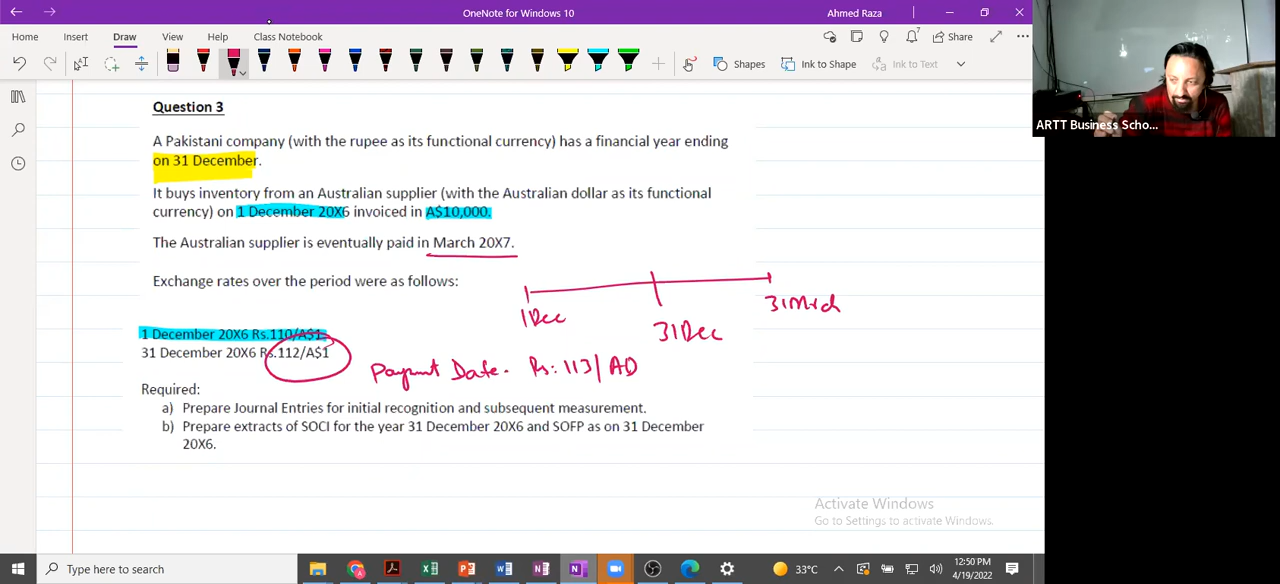 OneNote for Windows 10
Ahmed Raza
Home Insert Draw View Help Class Notebook
Share
Shapes Ink to Shape Ink to Text
ARTT Business Scho...
Question 3
A Pakistani company (with the rupee as its functional currency) has a financial year ending
on 31 December.
It buys inventory from an Australian supplier (with the Australian dollar as its functional
currency) on 1 December 20X6 invoiced in A$10,000.
The Australian supplier is eventually paid in March 20X7.
Exchange rates over the period were as follows:
1Dec
31Dec
31Mrch
1 December 20X6 Rs.110/A$1
31 December 20X6 Rs.112/A$1
Payment Date. Rs: 113/AD
Required:
a) Prepare Journal Entries for initial recognition and subsequent measurement.
b) Prepare extracts of SOCI for the year 31 December 20X6 and SOFP as on 31 December
20X6.
Activate Windows
Go to Settings to activate Windows.
Type here to search
33°C
12:50 PM
4/19/2022